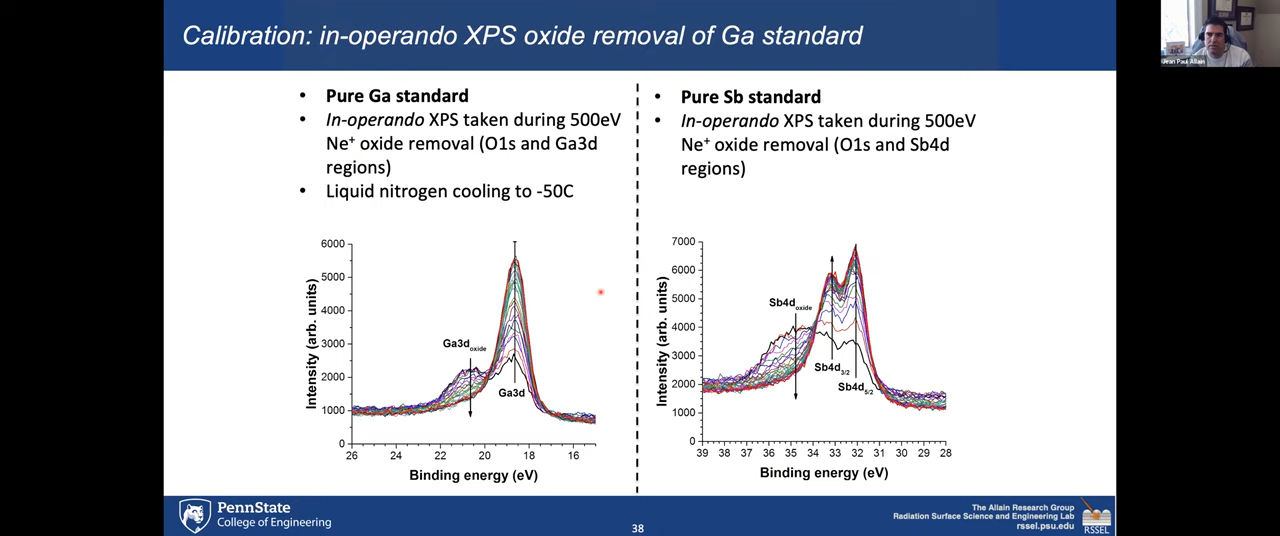 Calibration: in-operando XPS oxide removal of Ga standard
Jean Paul Allain
• Pure Ga standard
• In-operando XPS taken during 500eV
Ne+ oxide removal (O1s and Ga3d
regions)
• Liquid nitrogen cooling to -50C
• Pure Sb standard
• In-operando XPS taken during 500eV
Ne+ oxide removal (O1s and Sb4d
regions)
6000
5000
4000
3000
2000
1000
0
Intensity (arb. units)
Ga3doxide
Ga3d
26 24 22 20 18 16
Binding energy (eV)
7000
6000
5000
4000
3000
2000
1000
0
Intensity (arb. units)
Sb4doxide
Sb4d3/2
Sb4d5/2
39 38 37 36 35 34 33 32 31 30 29 28
Binding energy (eV)
PennState
College of Engineering
38
The Allain Research Group
Radiation Surface Science and Engineering Lab
rssel.psu.edu
RSSEL